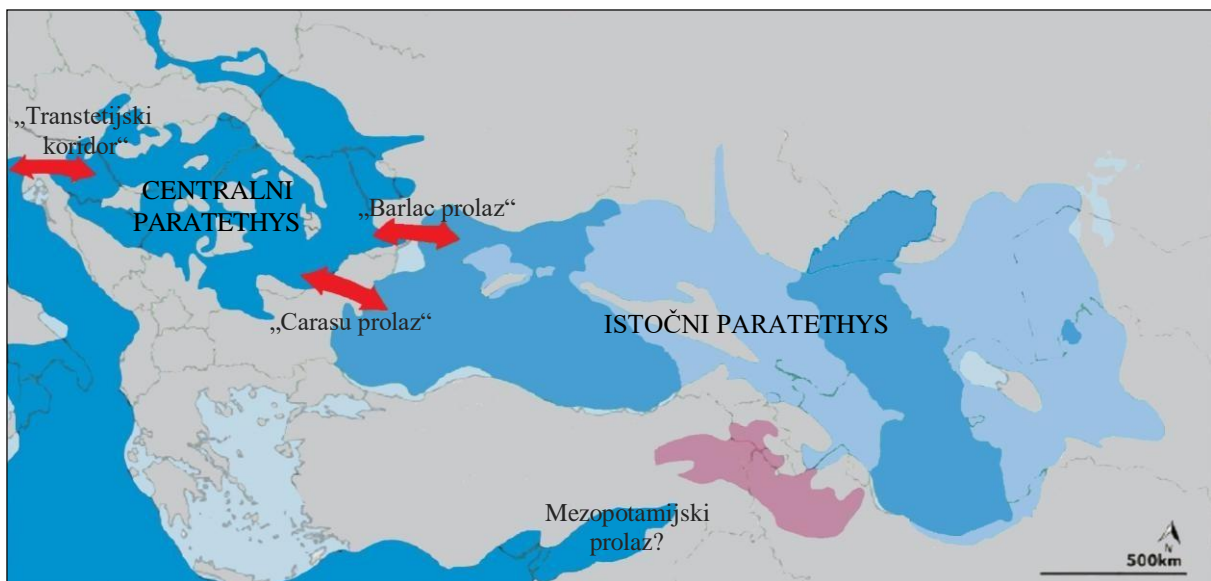 „Transtetijski
koridor“
CENTRALNI
PARATETHYS
„Barlac prolaz“
„Carasu prolaz“
ISTOČNI PARATETHYS
Mezopotamijski
prolaz?
N
500km